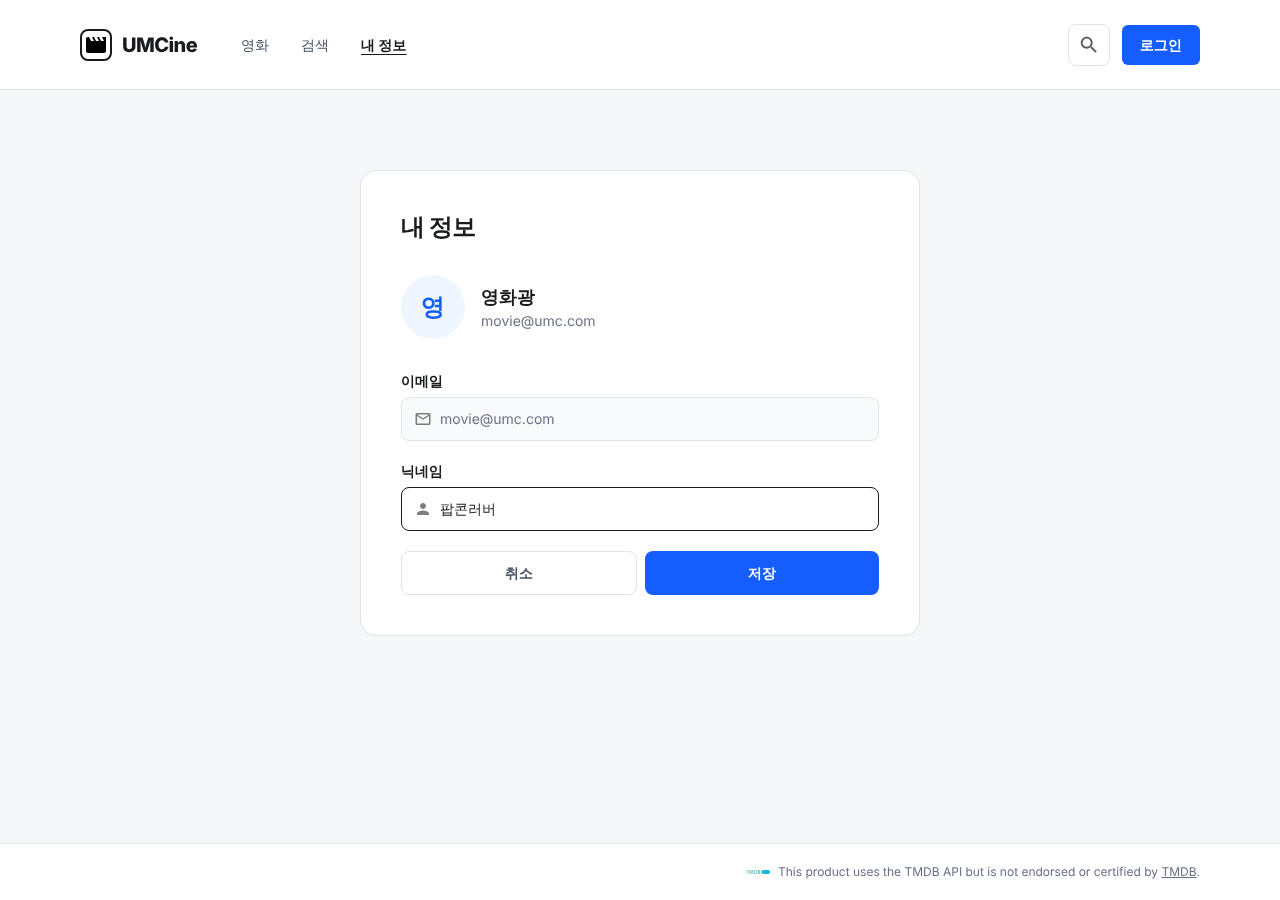 UMCine 영화 검색 내 정보 로그인
내 정보
영
영화광
movie@umc.com
이메일
movie@umc.com
닉네임
팝콘러버
취소 저장
TMDB This product uses the TMDB API but is not endorsed or certified by TMDB.